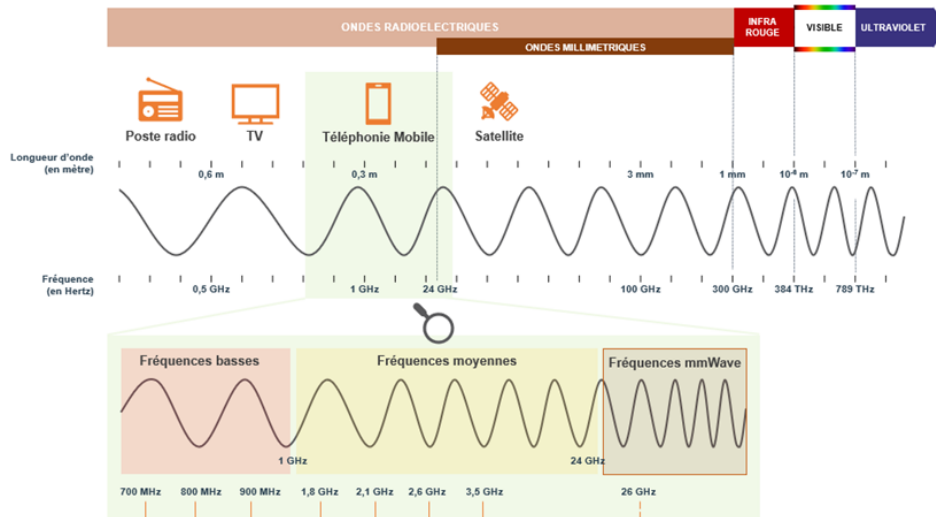 ONDES RADIOELECTRIQUES
INFRA
ROUGE
VISIBLE
ULTRAVIOLET
ONDES MILLIMETRIQUES
Poste radio
TV
Téléphonie Mobile
Satellite
Longueur d'onde
(en mètre)
0,6 m
0,3 m
3 mm
1 mm
10⁻⁶ m
10⁻⁷ m
Fréquence
(en Hertz)
0,5 GHz
1 GHz
24 GHz
100 GHz
300 GHz
384 THz
789 THz
Fréquences basses
Fréquences moyennes
Fréquences mmWave
1 GHz
24 GHz
700 MHz
800 MHz
900 MHz
1,8 GHz
2,1 GHz
2,6 GHz
3,5 GHz
26 GHz